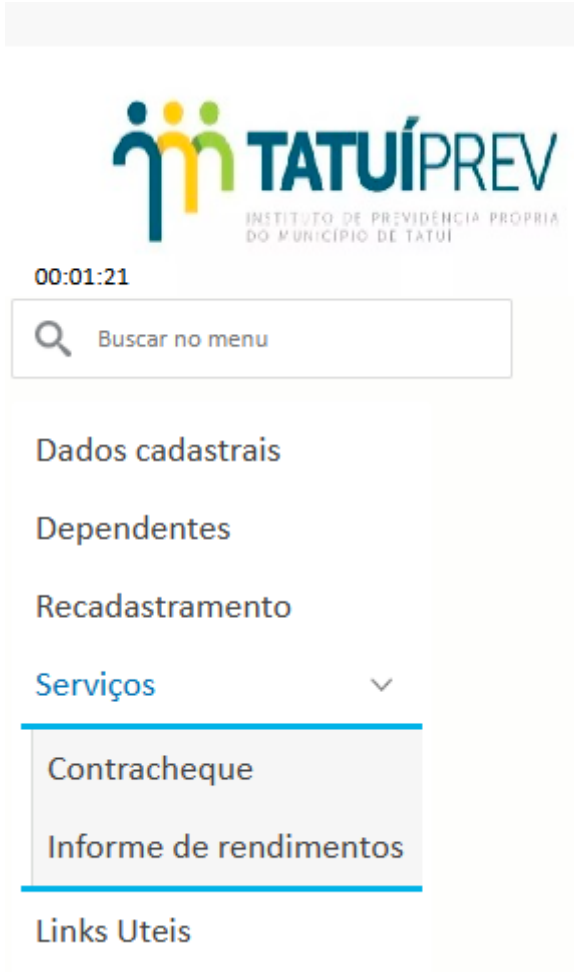 TATUÍPREV
INSTITUTO DE PREVIDÊNCIA PROPRIA
DO MUNICÍPIO DE TATUÍ
00:01:21
Buscar no menu
Dados cadastrais
Dependentes
Recadastramento
Serviços
Contracheque
Informe de rendimentos
Links Uteis